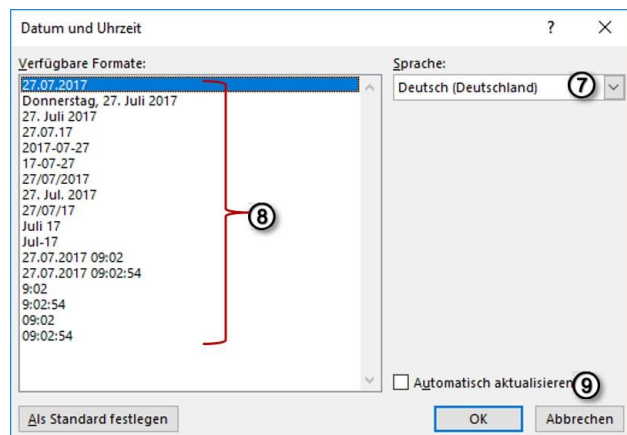 Datum und Uhrzeit ? ×
Verfügbare Formate:
27.07.2017
Donnerstag, 27. Juli 2017
27. Juli 2017
27.07.17
2017-07-27
17-07-27
27/07/2017
27. Jul. 2017
27/07/17
Juli 17
Jul-17
27.07.2017 09:02
27.07.2017 09:02:54
9:02
9:02:54
09:02
09:02:54
8
Sprache:
Deutsch (Deutschland) 7
Automatisch aktualisieren 9
Als Standard festlegen
OK
Abbrechen